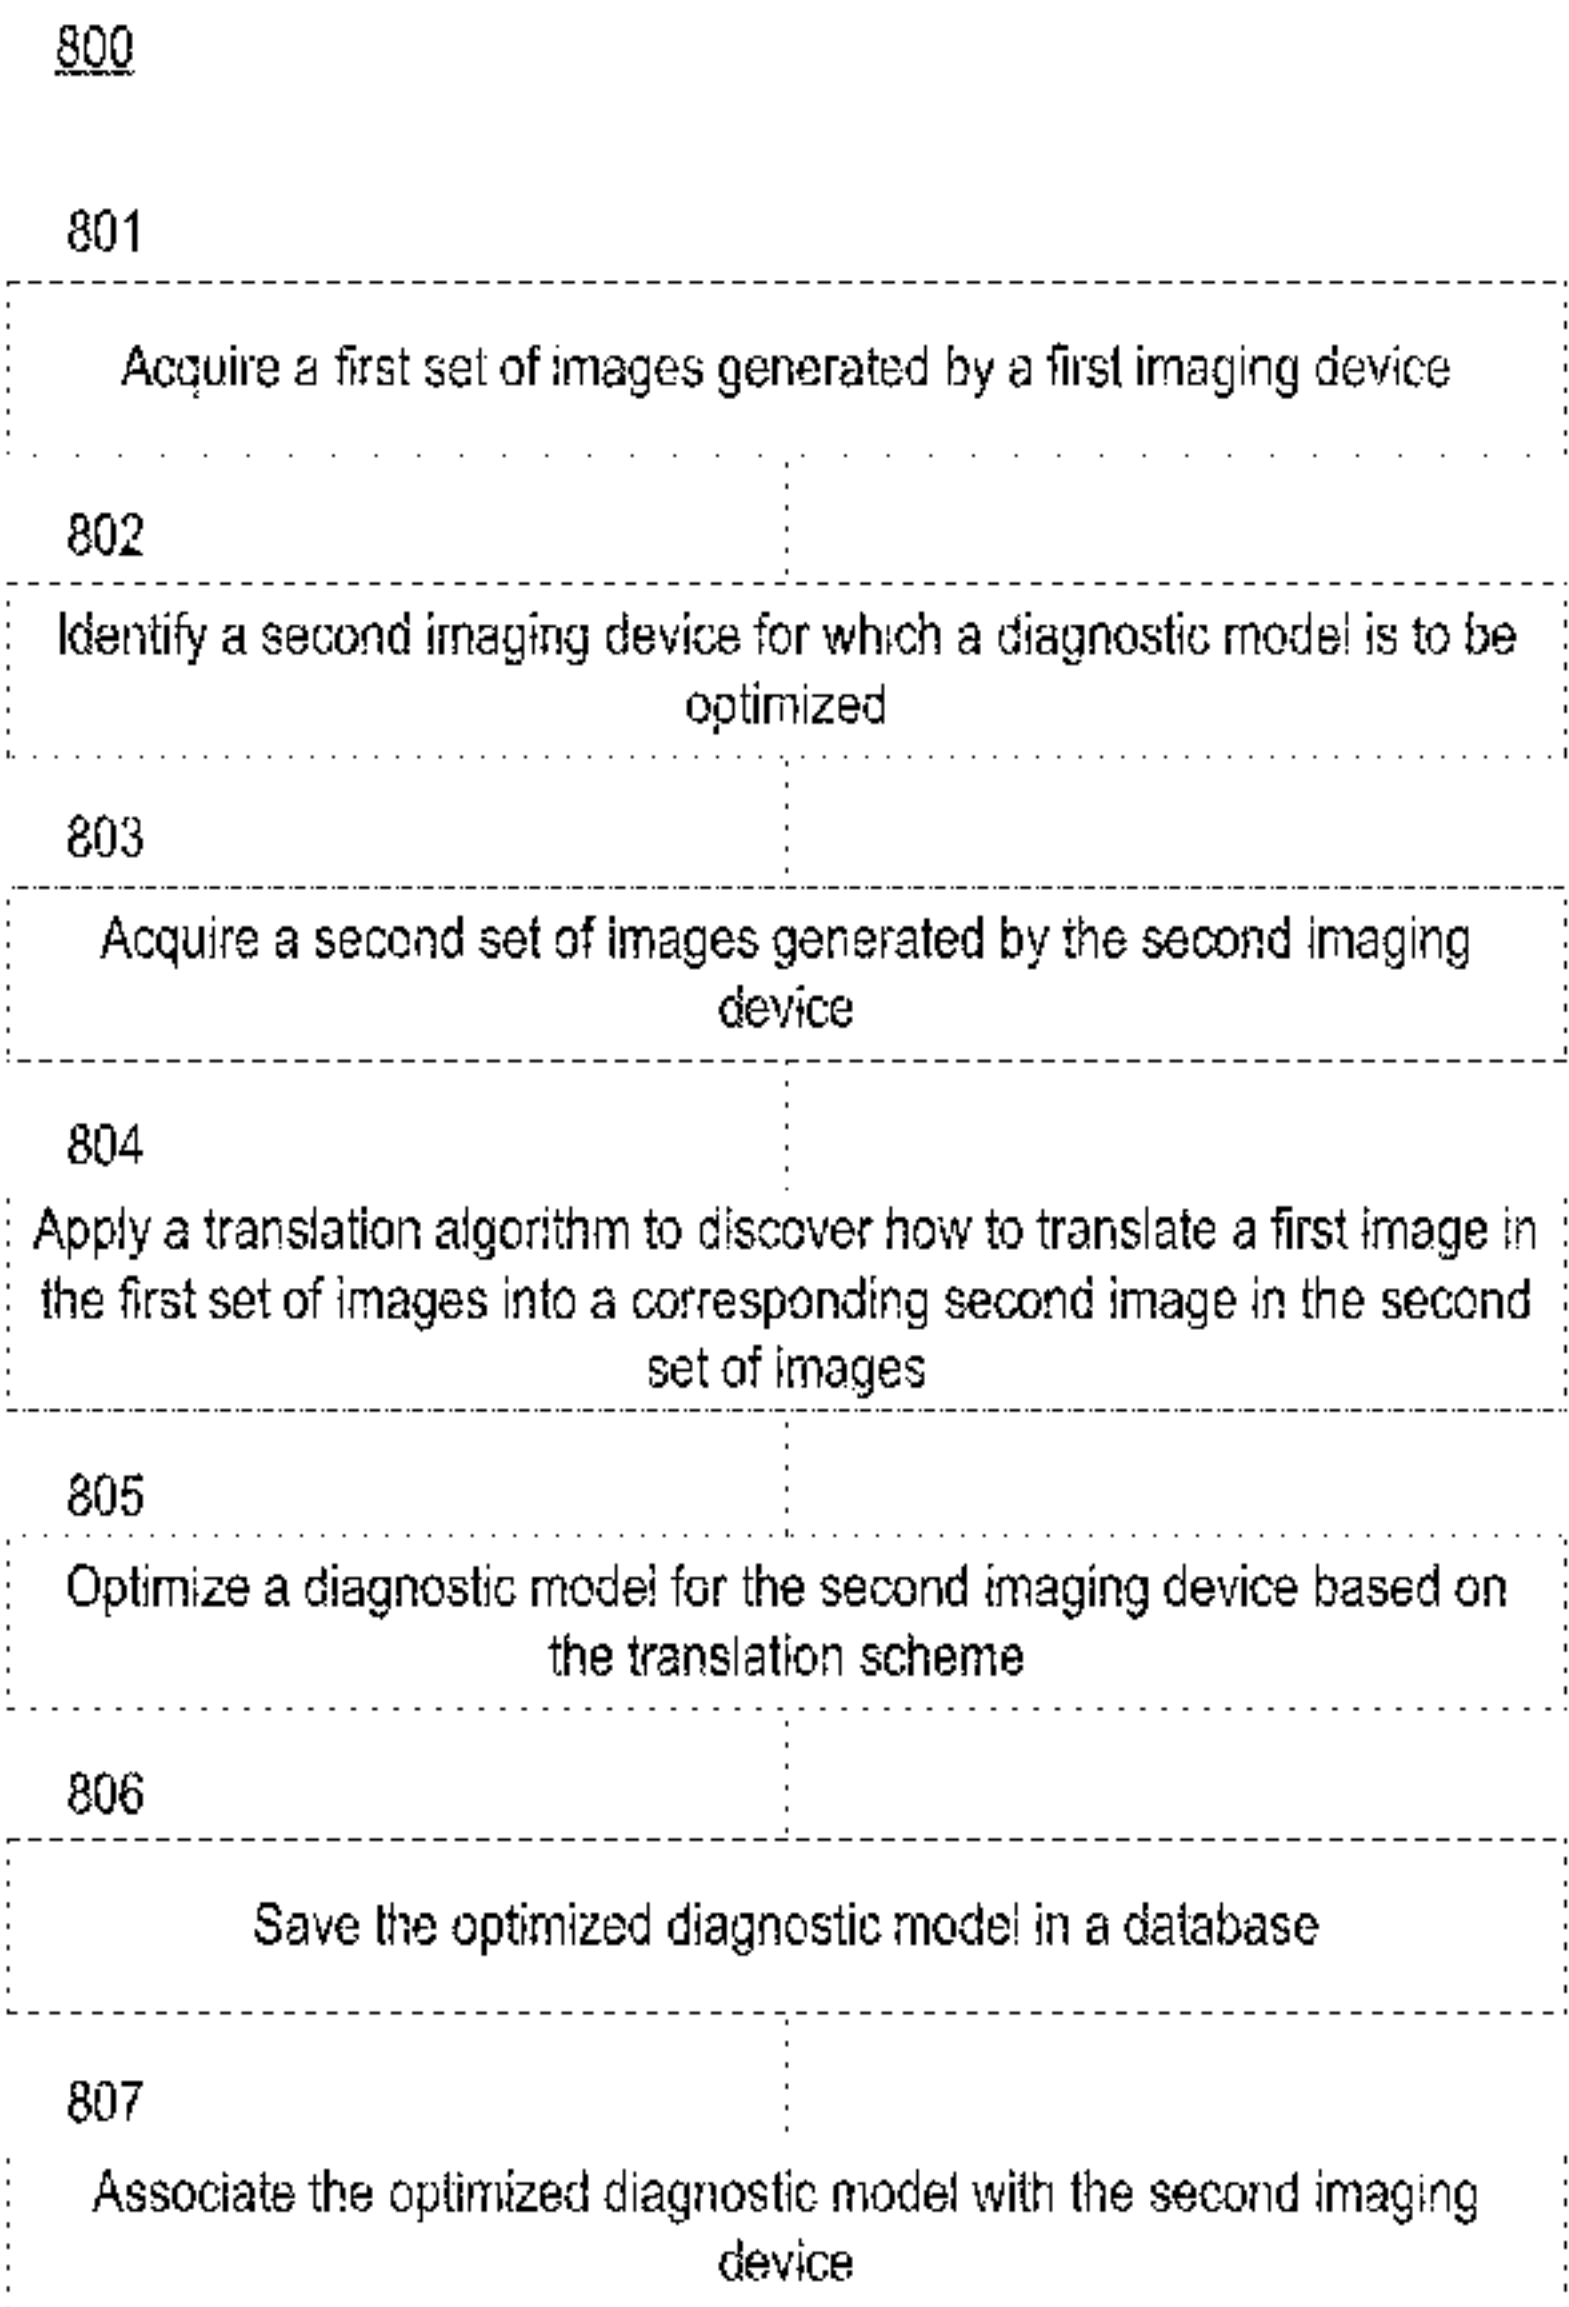 800
801
Acquire a first set of images generated by a first imaging device
802
Identify a second imaging device for which a diagnostic model is to be
optimized
803
Acquire a second set of images generated by the second imaging
device
804
Apply a translation algorithm to discover how to translate a first image in
the first set of images into a corresponding second image in the second
set of images
805
Optimize a diagnostic model for the second imaging device based on
the translation scheme
806
Save the optimized diagnostic model in a database
807
Associate the optimized diagnostic model with the second imaging
device